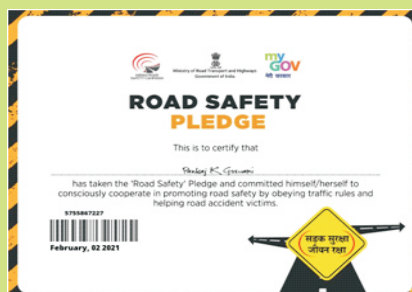 Ministry of Road Transport and Highways
Government of India
my
GOV
मेरी सरकार
ROAD SAFETY
PLEDGE
This is to certify that
Pankaj K Goswami
has taken the 'Road Safety' Pledge and committed himself/herself to
consciously cooperate in promoting road safety by obeying traffic rules and
helping road accident victims.
5755867227
February, 02 2021
सड़क सुरक्षा
जीवन रक्षा